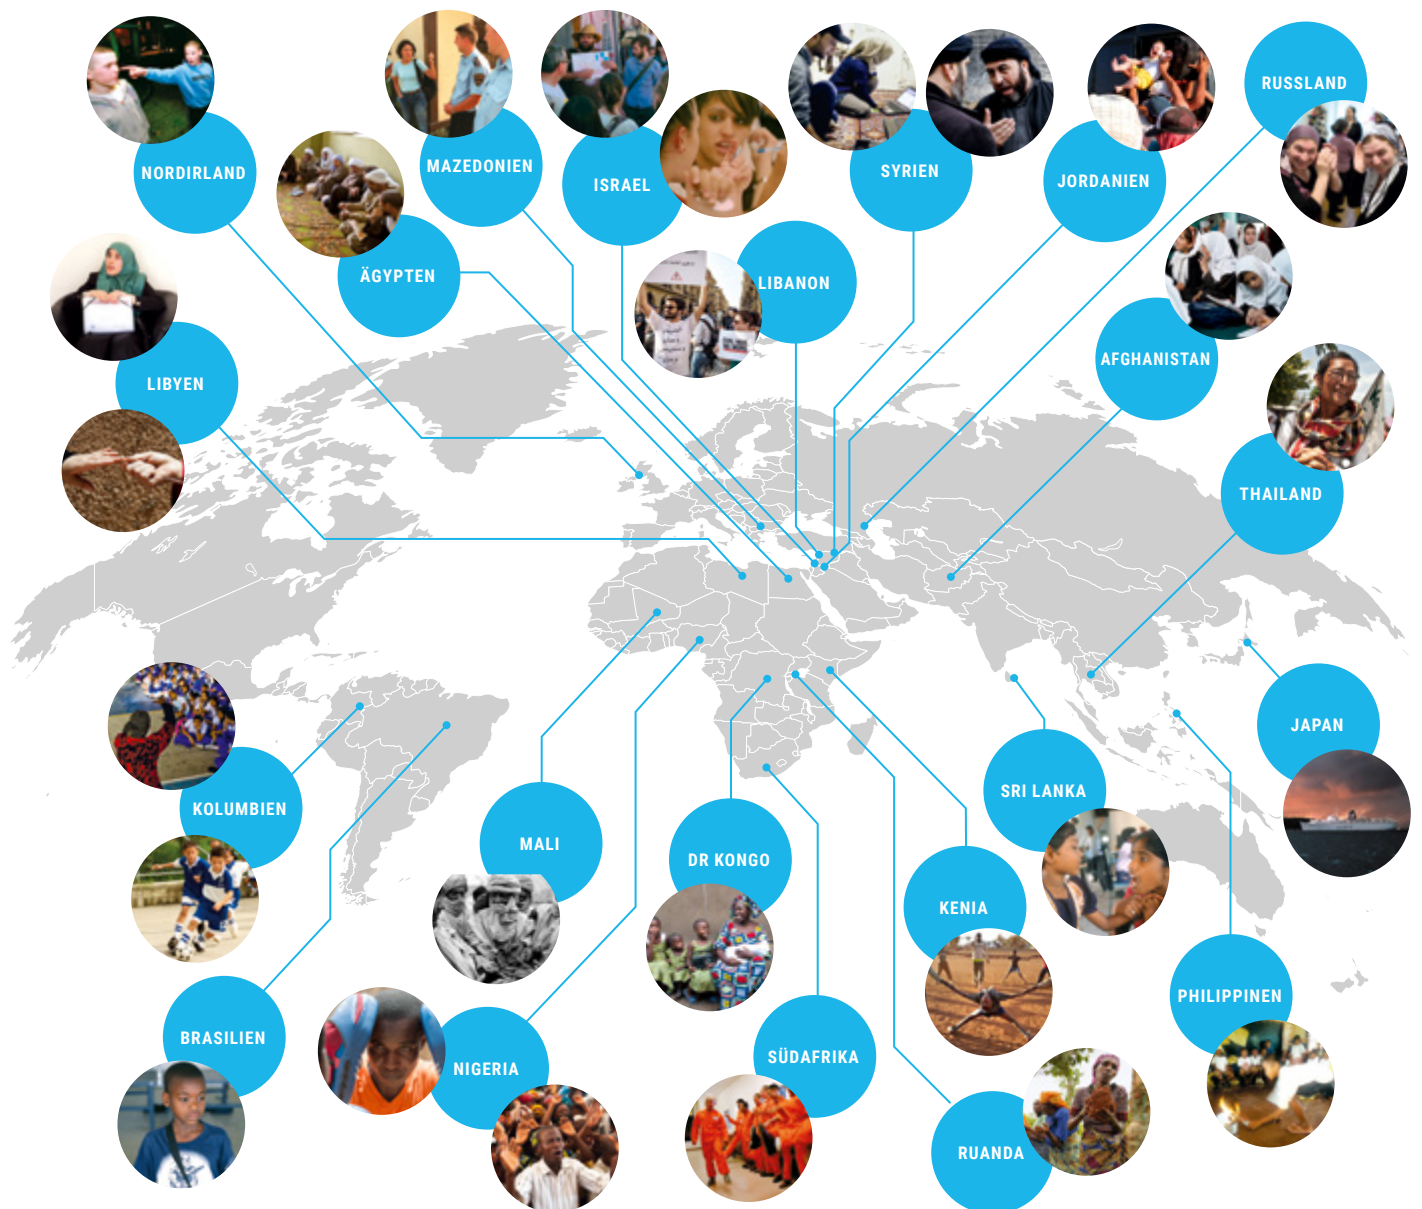 RUSSLAND
NORDIRLAND
MAZEDONIEN
ISRAEL
SYRIEN
JORDANIEN
ÄGYPTEN
LIBANON
LIBYEN
AFGHANISTAN
THAILAND
JAPAN
KOLUMBIEN
MALI
DR KONGO
SRI LANKA
KENIA
PHILIPPINEN
BRASILIEN
NIGERIA
SÜDAFRIKA
RUANDA